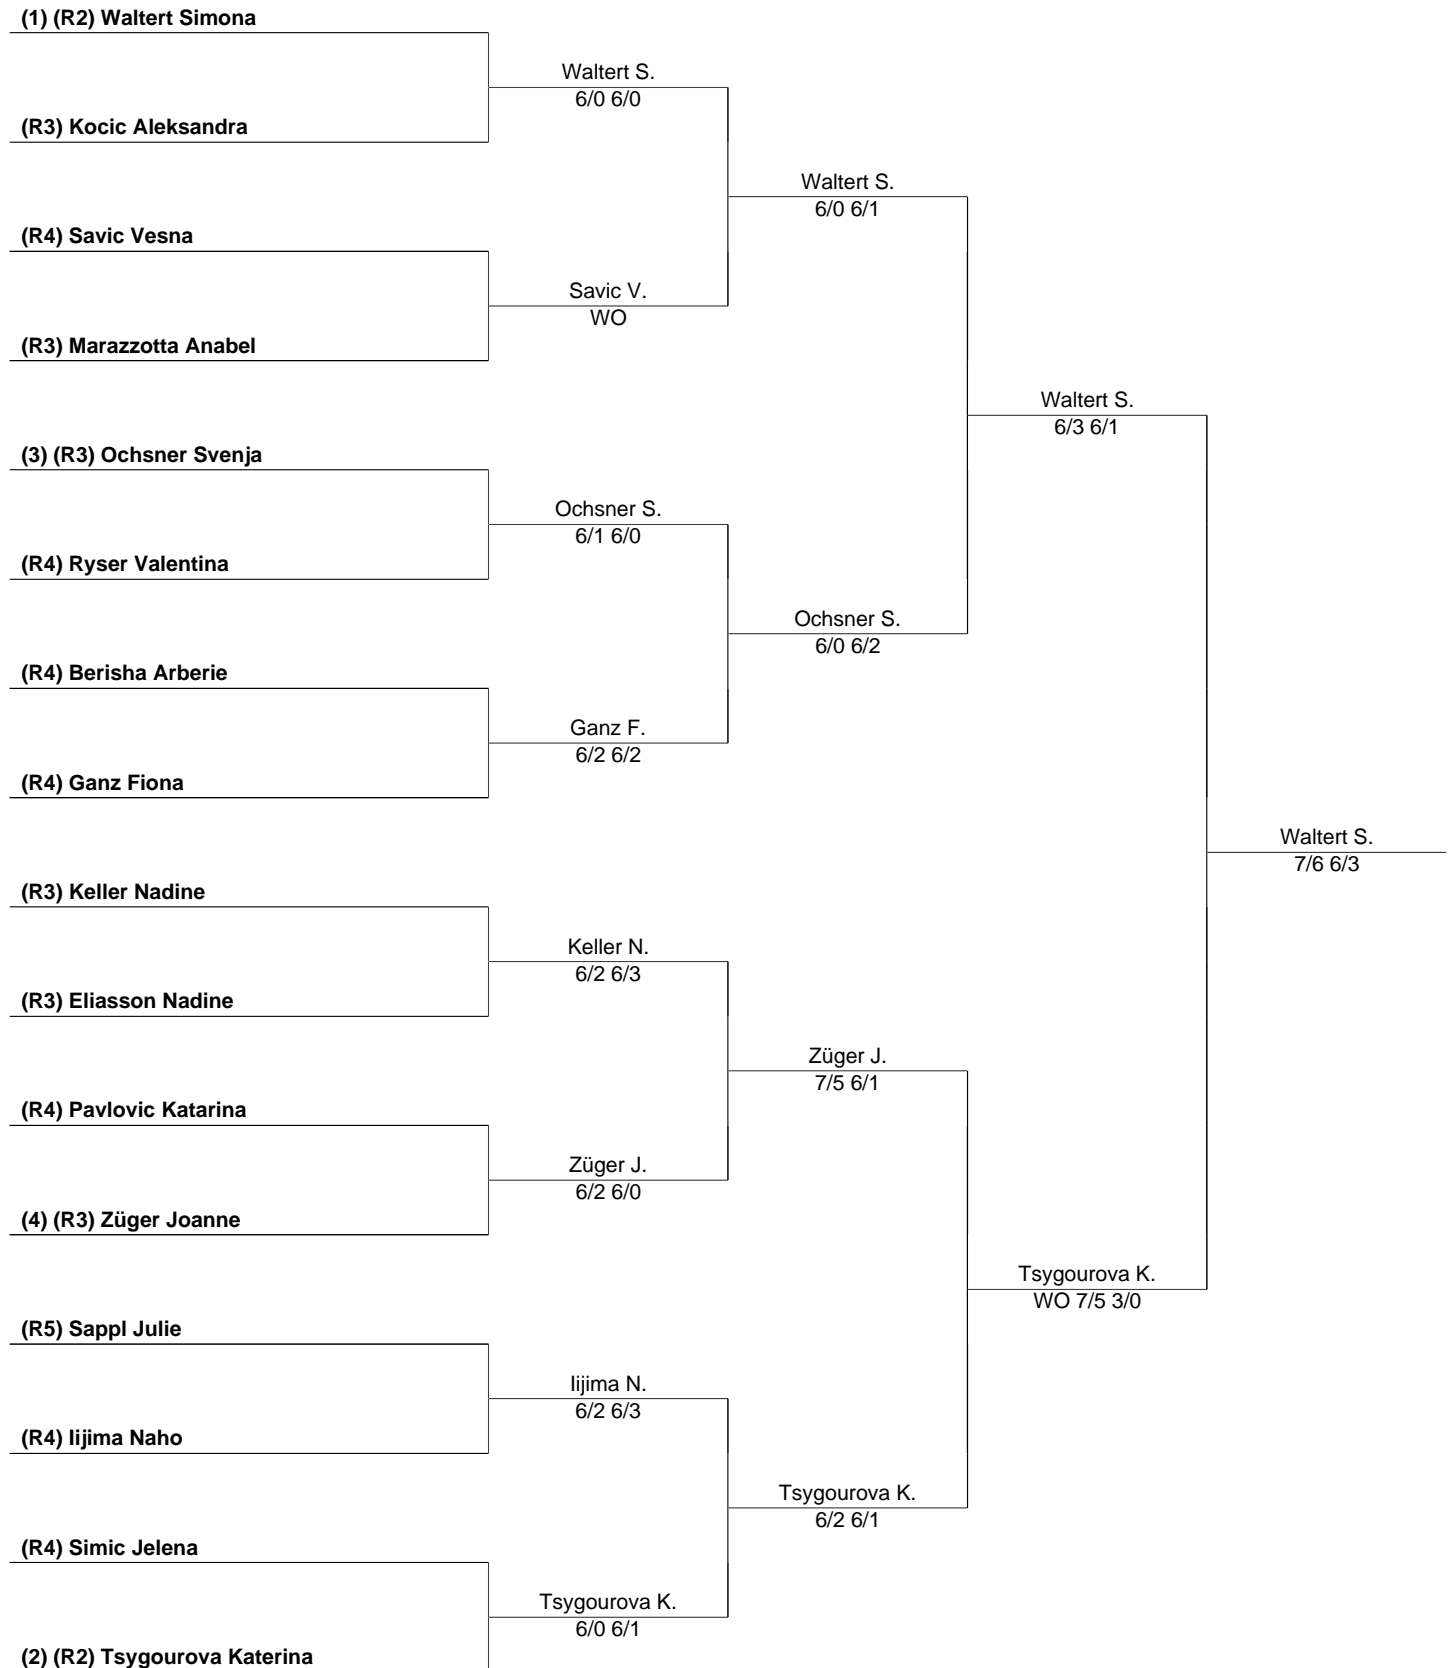 (1) (R2) Waltert Simona
Waltert S.
6/0 6/0
(R3) Kocic Aleksandra
Waltert S.
6/0 6/1
(R4) Savic Vesna
Savic V.
WO
(R3) Marazzotta Anabel
Waltert S.
6/3 6/1
(3) (R3) Ochsner Svenja
Ochsner S.
6/1 6/0
(R4) Ryser Valentina
Ochsner S.
6/0 6/2
(R4) Berisha Arberie
Ganz F.
6/2 6/2
(R4) Ganz Fiona
Waltert S.
7/6 6/3
(R3) Keller Nadine
Keller N.
6/2 6/3
(R3) Eliasson Nadine
Züger J.
7/5 6/1
(R4) Pavlovic Katarina
Züger J.
6/2 6/0
(4) (R3) Züger Joanne
Tsygourova K.
WO 7/5 3/0
(R5) Sappl Julie
Iijima N.
6/2 6/3
(R4) Iijima Naho
Tsygourova K.
6/2 6/1
(R4) Simic Jelena
Tsygourova K.
6/0 6/1
(2) (R2) Tsygourova Katerina